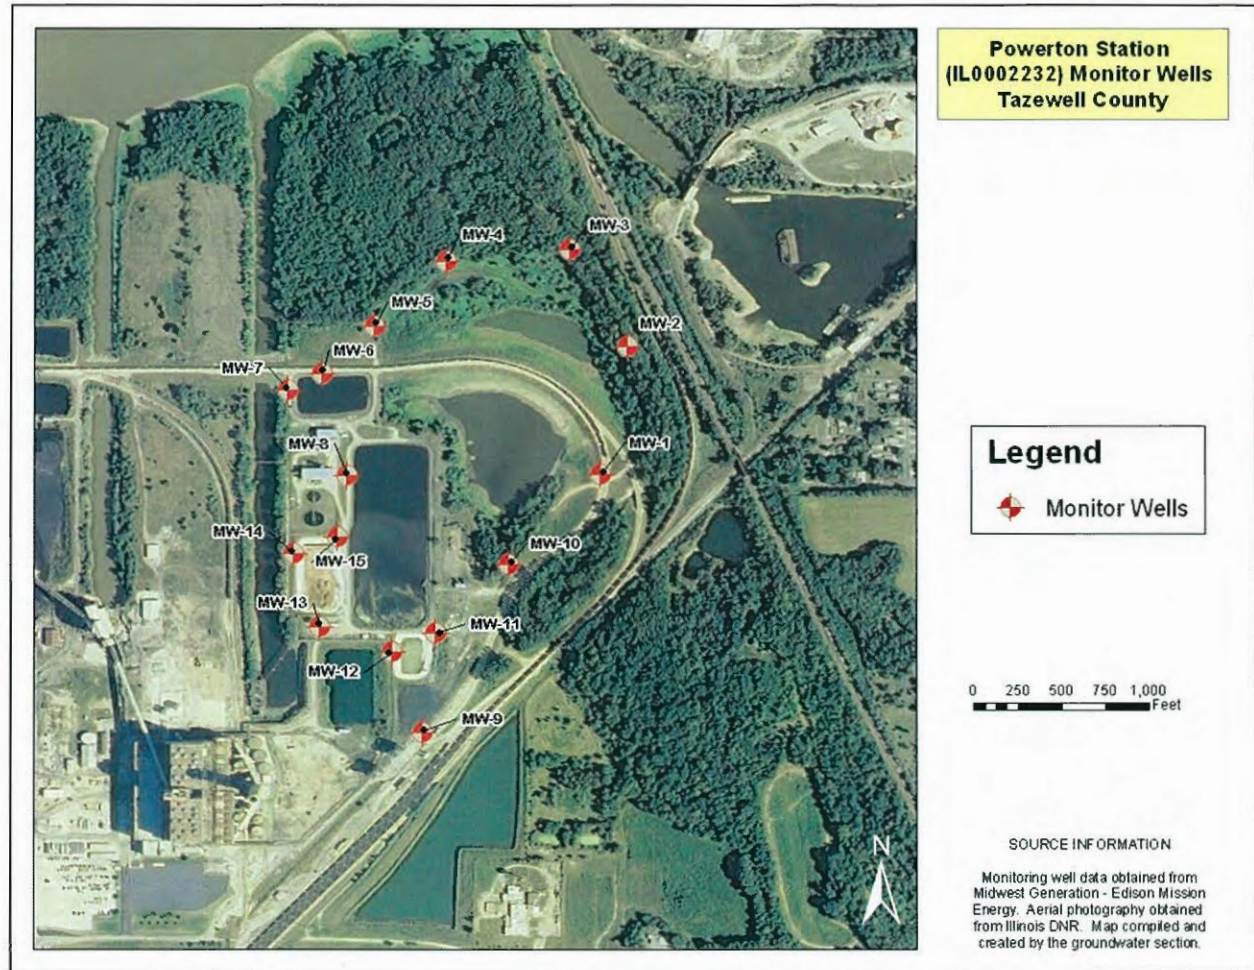 Powerton Station
(IL0002232) Monitor Wells
Tazewell County
MW-3
MW-4
MW-5
MW-2
MW-6
MW-7
MW-8
MW-1
MW-14
MW-15
MW-10
MW-13
MW-11
MW-12
MW-9
N
Legend
Monitor Wells
0 250 500 750 1,000
Feet
SOURCE INFORMATION
Monitoring well data obtained from
Midwest Generation - Edison Mission
Energy. Aerial photography obtained
from Illinois DNR. Map compiled and
created by the groundwater section.